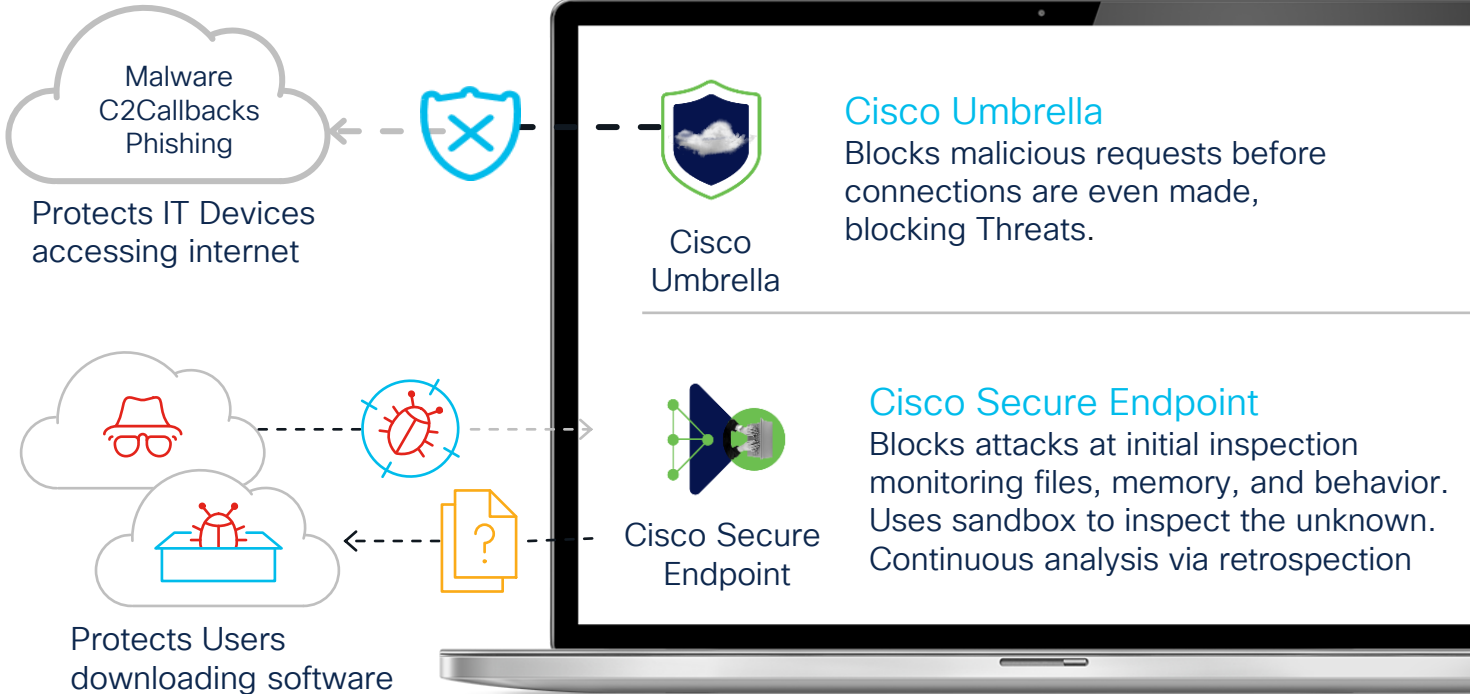 Malware
C2Callbacks
Phishing
Protects IT Devices
accessing internet
Cisco
Umbrella
Cisco Umbrella
Blocks malicious requests before
connections are even made,
blocking Threats.
?
Protects Users
downloading software
Cisco Secure
Endpoint
Cisco Secure Endpoint
Blocks attacks at initial inspection
monitoring files, memory, and behavior.
Uses sandbox to inspect the unknown.
Continuous analysis via retrospection